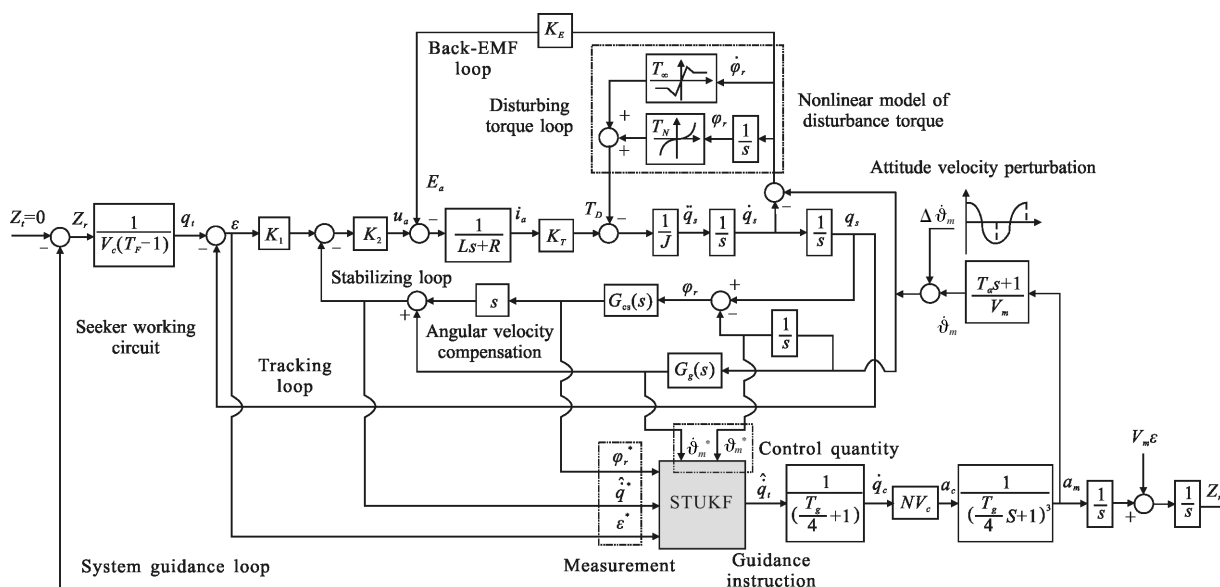 K_E
Back-EMF
loop
T_∞
φ̇_r
Disturbing
torque loop
Nonlinear model of
disturbance torque
+
T_N
φ_r
1/s
+
Attitude velocity perturbation
E_a
Z_t=0
Z_r
1/(V_c(T_F−1))
q_t
ε
K_1
K_2
u_a
1/(Ls+R)
i_a
K_T
T_D
1/J
q̈_s
1/s
q̇_s
1/s
q_s
Δϑ̇_m
− − − − − − −
Stabilizing loop
+
s
G_cs(s)
φ_r
+
−
(T_α s+1)/V_m
ϑ̇_m
Seeker working
circuit
Angular velocity
compensation
1/s
Tracking
loop
G_g(s)
φ_r*
q̇̂*
ε*
ϑ̇_m*
ϑ_m*
Control quantity
STUKF
q̇̂_t
1/(T_g/4+1)
q̇_c
NV_c
a_c
1/(T_g/4 S+1)^3
a_m
1/s
V_mε
+
1/s
Z_r
System guidance loop
Measurement
Guidance
instruction